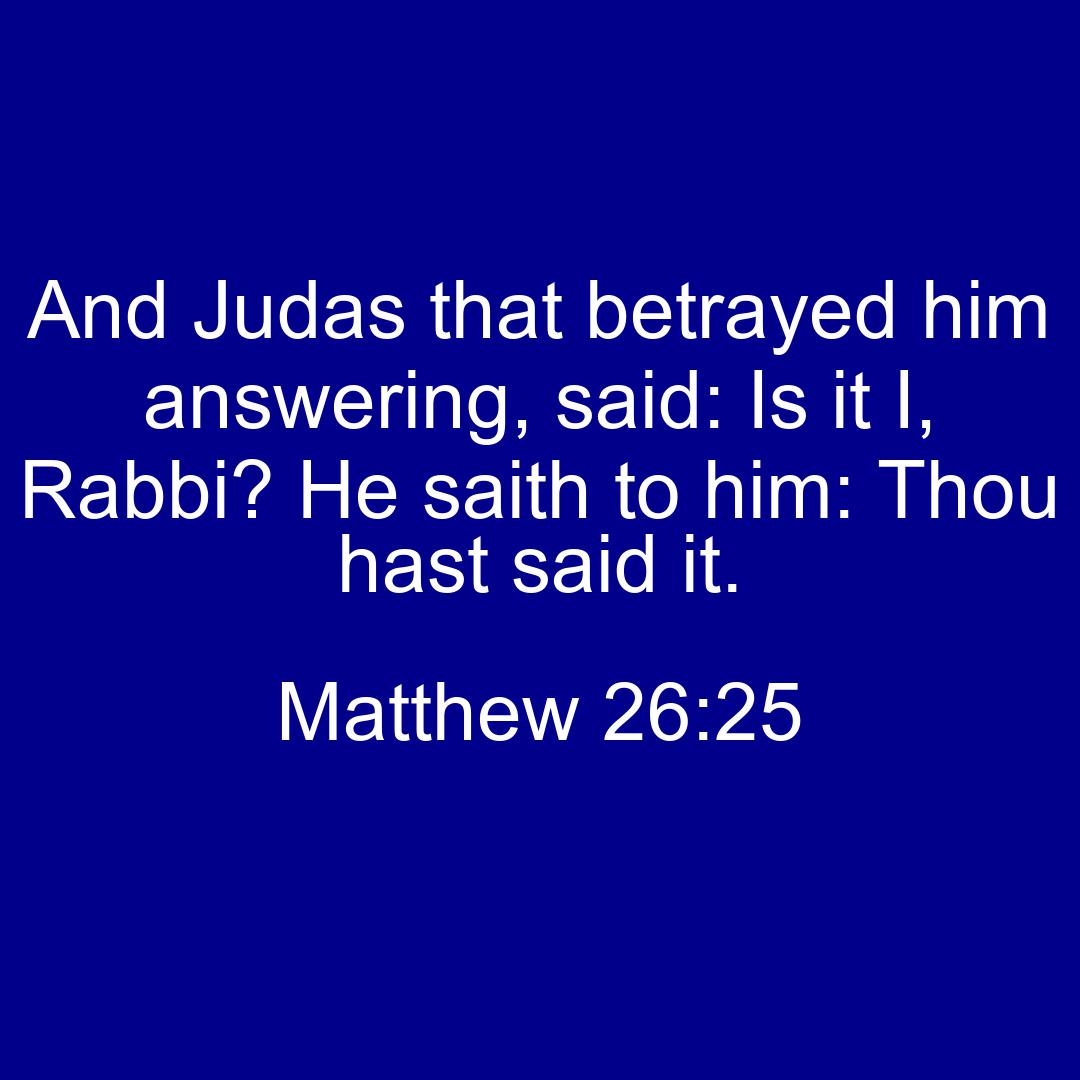 And Judas that betrayed him
answering, said: Is it I,
Rabbi? He saith to him: Thou
hast said it.
Matthew 26:25